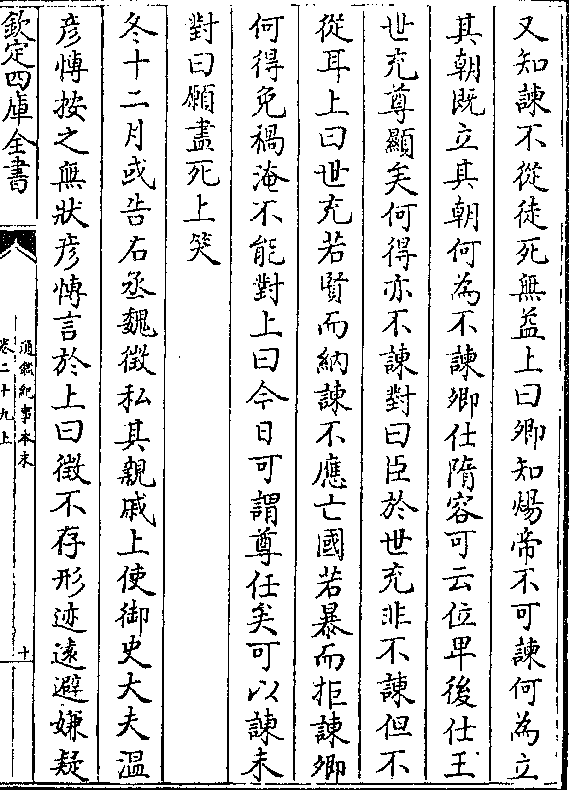 又知諫不從徒死無益上曰卿知煬帝不可諫何為立
其朝既立其朝何為不諫卿仕隋容可云位卑後仕王
世充尊顯矣何得亦不諫對曰臣於世充非不諫但不
從耳上曰世充若賢而納諫不應亡國若暴而拒諫卿
何得免禍淹不能對上曰今日可謂尊任矣可以諫未
對曰願盡死上笑
冬十二月或告右丞魏徵私其親戚上使御史大夫溫
彥愽按之無狀彥愽言於上曰徵不存形迹遠避嫌疑
欽定四庫全書
通鑑紀事本末
卷二十九上
十